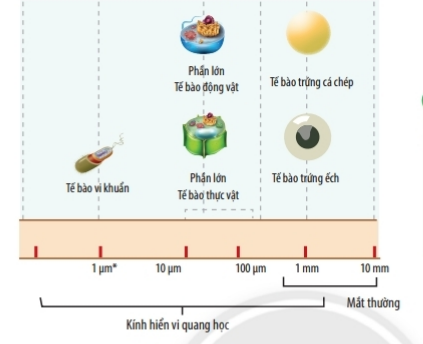 Phần lớn
Tế bào động vật
Tế bào trứng cá chép
Tế bào vi khuẩn
Phần lớn
Tế bào thực vật
Tế bào trứng ếch
1 µm* 10 µm 100 µm 1 mm 10 mm
Mắt thường
Kính hiển vi quang học